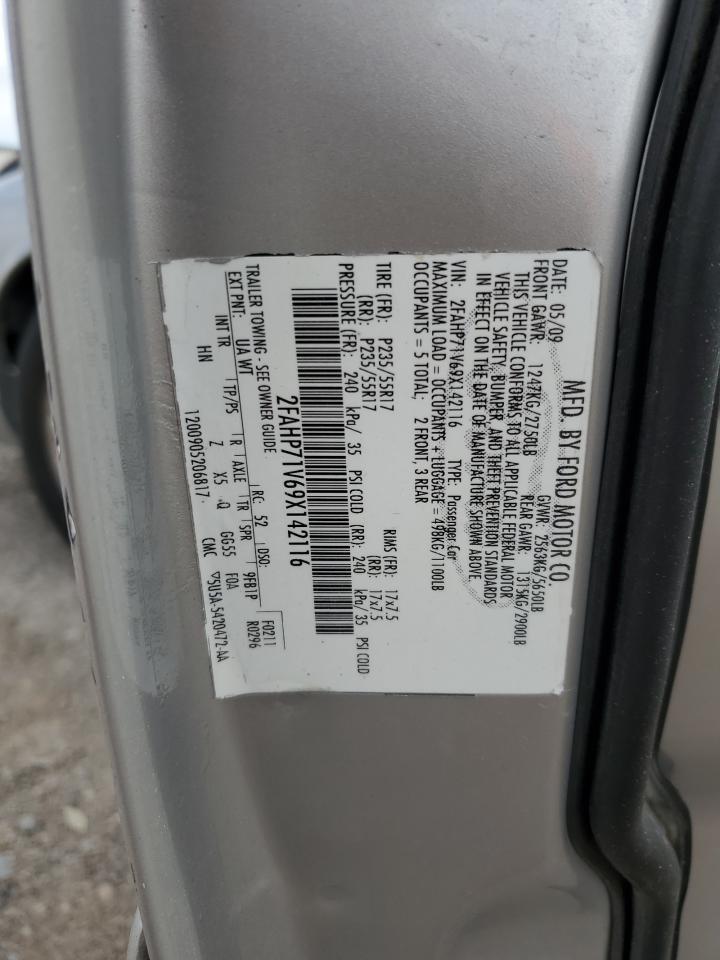 MFD. BY FORD MOTOR CO.
DATE: 05/09 GVWR: 2563KG/5650LB
FRONT GAWR: 1247KG/2750LB REAR GAWR: 1315KG/2900LB
THIS VEHICLE CONFORMS TO ALL APPLICABLE FEDERAL MOTOR
VEHICLE SAFETY, BUMPER, AND THEFT PREVENTION STANDARDS
IN EFFECT ON THE DATE OF MANUFACTURE SHOWN ABOVE.
VIN: 2FAHP71V69X142116 TYPE: Passenger Car
MAXIMUM LOAD = OCCUPANTS + LUGGAGE = 498KG/1100LB
OCCUPANTS = 5 TOTAL; 2 FRONT, 3 REAR
TIRE (FR): P235/55R17 RIMS (FR): 17x7.5
(RR): P235/55R17 (RR): 17x7.5
PRESSURE (FR): 240 kPa/ 35 PSI COLD (RR): 240 kPa/35 PSI COLD
2FAHP71V69X142116
TRAILER TOWING - SEE OWNER GUIDE
EXT PNT: UA WT RC: 52 DSO: F0211
R0296
INT TR TP/PS R AXLE TR SPR 9FB1P
HN Z X5 Q GG55 FOA
1200905206817 CMC 5U5A-5420472-AA